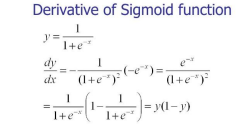 Derivative of Sigmoid function
y = 1/(1+e^{-x})
dy/dx = -1/(1+e^{-x})^2 (-e^{-x}) = e^{-x}/(1+e^{-x})^2
= 1/(1+e^{-x}) (1 - 1/(1+e^{-x})) = y(1-y)